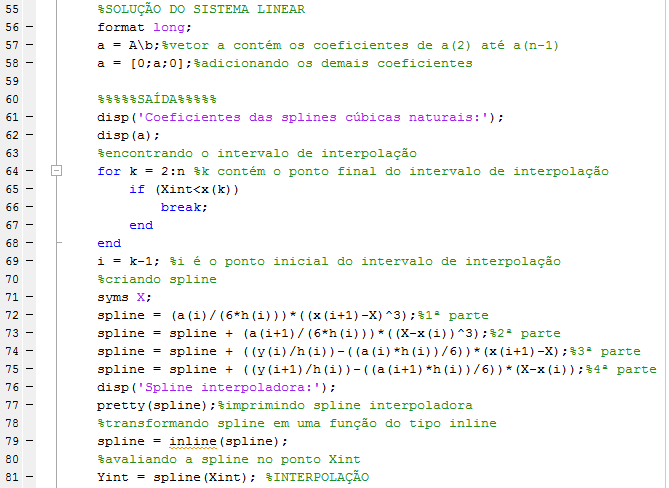 55 %SOLUÇÃO DO SISTEMA LINEAR
56 – format long;
57 – a = A\b;%vetor a contém os coeficientes de a(2) até a(n-1)
58 – a = [0;a;0];%adicionando os demais coeficientes
59
60 %%%%%SAÍDA%%%%%
61 – disp('Coeficientes das splines cúbicas naturais:');
62 – disp(a);
63 %encontrando o intervalo de interpolação
64 – for k = 2:n %k contém o ponto final do intervalo de interpolação
65 – if (Xint<x(k))
66 – break;
67 – end
68 – end
69 – i = k-1; %i é o ponto inicial do intervalo de interpolação
70 %criando spline
71 – syms X;
72 – spline = (a(i)/(6*h(i)))*((x(i+1)-X)^3);%1ª parte
73 – spline = spline + (a(i+1)/(6*h(i)))*((X-x(i))^3);%2ª parte
74 – spline = spline + ((y(i)/h(i))-((a(i)*h(i))/6))*(x(i+1)-X);%3ª parte
75 – spline = spline + ((y(i+1)/h(i))-((a(i+1)*h(i))/6))*(X-x(i));%4ª parte
76 – disp('Spline interpoladora:');
77 – pretty(spline);%imprimindo spline interpoladora
78 %transformando spline em uma função do tipo inline
79 – spline = inline(spline);
80 %avaliando a spline no ponto Xint
81 – Yint = spline(Xint); %INTERPOLAÇÃO